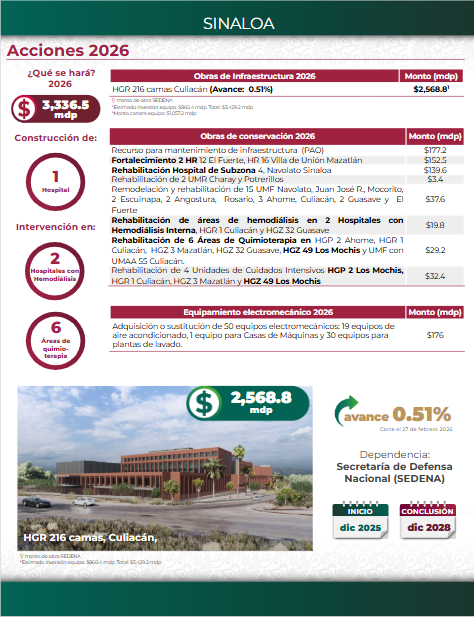 SINALOA
Acciones 2026
¿Qué se hará?
2026
$ 3,336.5
mdp
Construcción de:
1
Hospital
Intervención en:
2
Hospitales con
Hemodiálisis
6
Áreas de
quimio-
terapia
Obras de Infraestructura 2026 Monto (mdp)
HGR 216 camas Culiacán (Avance: 0.51%) $2,568.8¹
1/ monto de obra SEDENA
*Estimado inversión equipo: $860.4 mdp Total: $3,429.2 mdp
*Monto cartera equipo: $1,057.2 mdp
Obras de conservación 2026 Monto (mdp)
Recurso para mantenimiento de infraestructura (PAO) $177.2
Fortalecimiento 2 HR 12 El Fuerte, HR 16 Villa de Unión Mazatlán $152.5
Rehabilitación Hospital de Subzona 4, Navolato Sinaloa $139.6
Rehabilitación de 2 UMR Charay y Potrerillos $3.4
Remodelación y rehabilitación de 15 UMF Navolato, Juan José R., Mocorito,
2 Escuinapa, 2 Angostura, Rosario, 3 Ahome, Culiacán, 2 Guasave y El
Fuerte $37.6
Rehabilitación de áreas de hemodiálisis en 2 Hospitales con
Hemodiálisis Interna, HGR 1 Culiacán y HGZ 32 Guasave $19.8
Rehabilitación de 6 Áreas de Quimioterapia en HGP 2 Ahome, HGR 1
Culiacán, HGZ 3 Mazatlán, HGZ 32 Guasave, HGZ 49 Los Mochis y UMF con
UMAA 55 Culiacán. $29.2
Rehabilitación de 4 Unidades de Cuidados Intensivos HGP 2 Los Mochis,
HGR 1 Culiacán, HGZ 3 Mazatlán y HGZ 49 Los Mochis $32.4
Equipamiento electromecánico 2026 Monto (mdp)
Adquisición o sustitución de 50 equipos electromecánicos: 19 equipos de
aire acondicionado, 1 equipo para Casas de Máquinas y 30 equipos para
plantas de lavado. $176
$ 2,568.8
mdp
HGR 216 camas, Culiacán,
1/ monto de obra SEDENA
*Estimado inversión equipo: $860.4 mdp Total: $3,429.2 mdp
avance 0.51%
Corte al 27 de febrero 2026
Dependencia:
Secretaría de Defensa
Nacional (SEDENA)
INICIO
dic 2025
CONCLUSIÓN
dic 2028